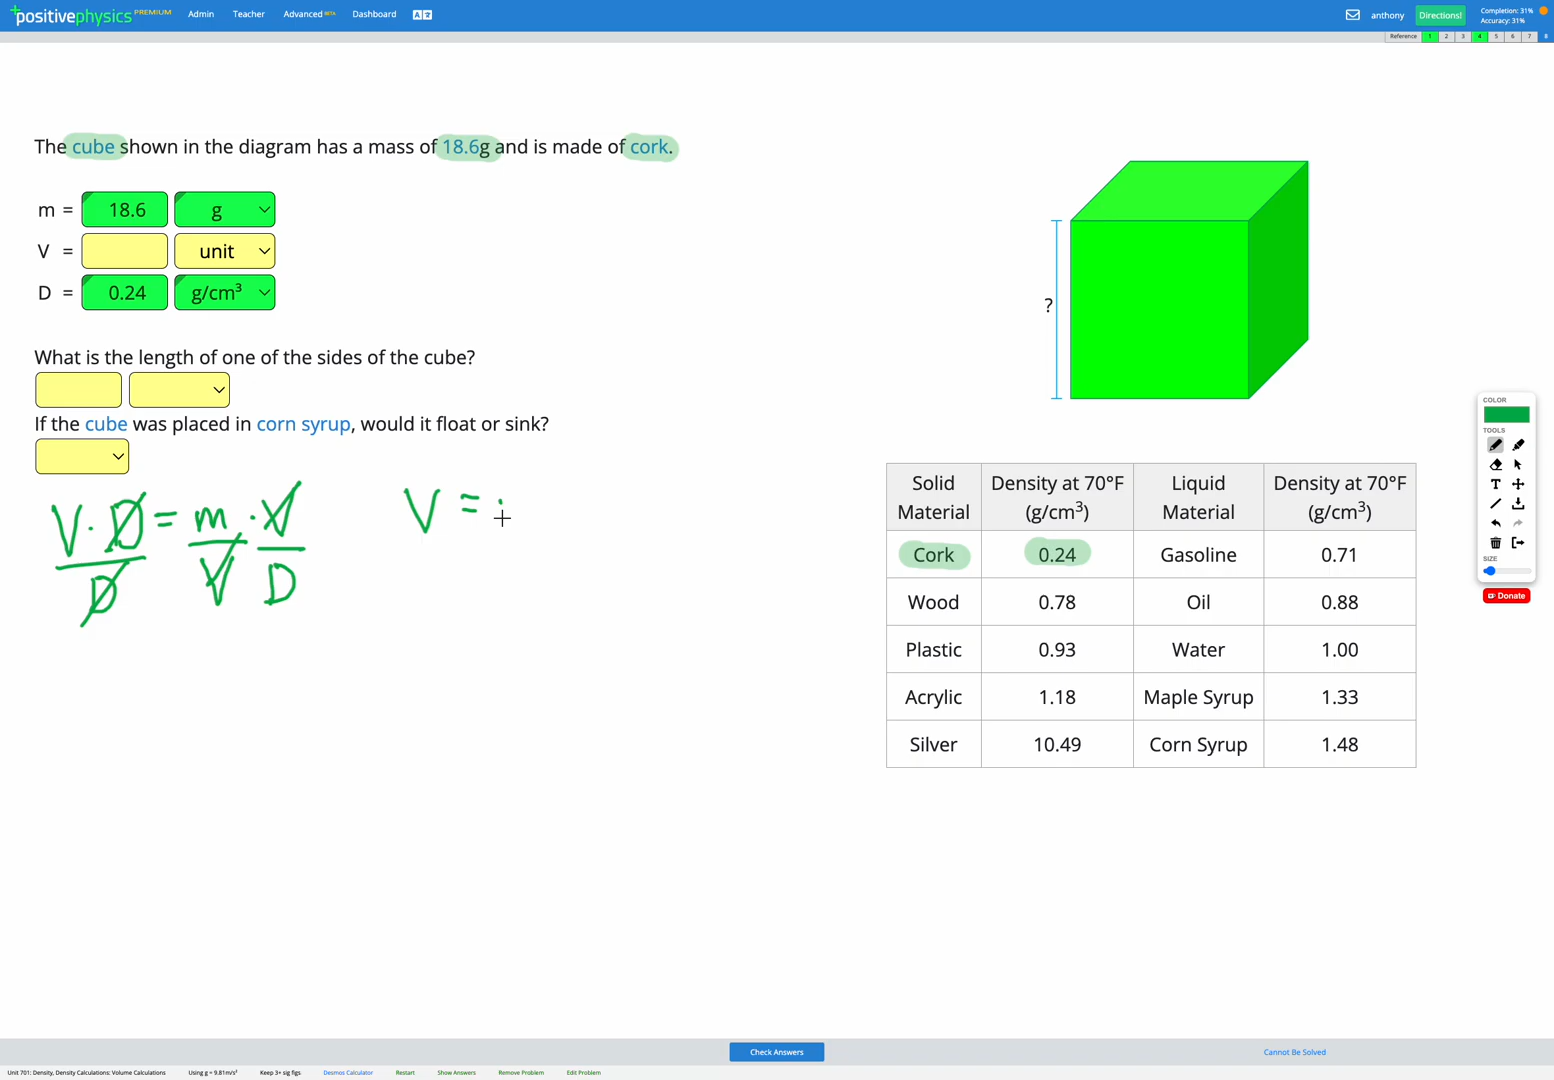 +positivephysics PREMIUM Admin Teacher Advanced BETA Dashboard A anthony Directions! Completion: 31%
Accuracy: 31%
Reference 1 2 3 4 5 6 7 8
The cube shown in the diagram has a mass of 18.6g and is made of cork.
m = 18.6 g
V = unit
D = 0.24 g/cm³
?
What is the length of one of the sides of the cube?
If the cube was placed in corn syrup, would it float or sink?
V · D = m · V
D V D
V =
COLOR
TOOLS
T
SIZE
Donate
Solid Material Density at 70°F (g/cm³) Liquid Material Density at 70°F (g/cm³)
Cork 0.24 Gasoline 0.71
Wood 0.78 Oil 0.88
Plastic 0.93 Water 1.00
Acrylic 1.18 Maple Syrup 1.33
Silver 10.49 Corn Syrup 1.48
Check Answers Cannot Be Solved
Unit 701: Density, Density Calculations: Volume Calculations Using g = 9.81m/s² Keep 3+ sig figs Desmos Calculator Restart Show Answers Remove Problem Edit Problem